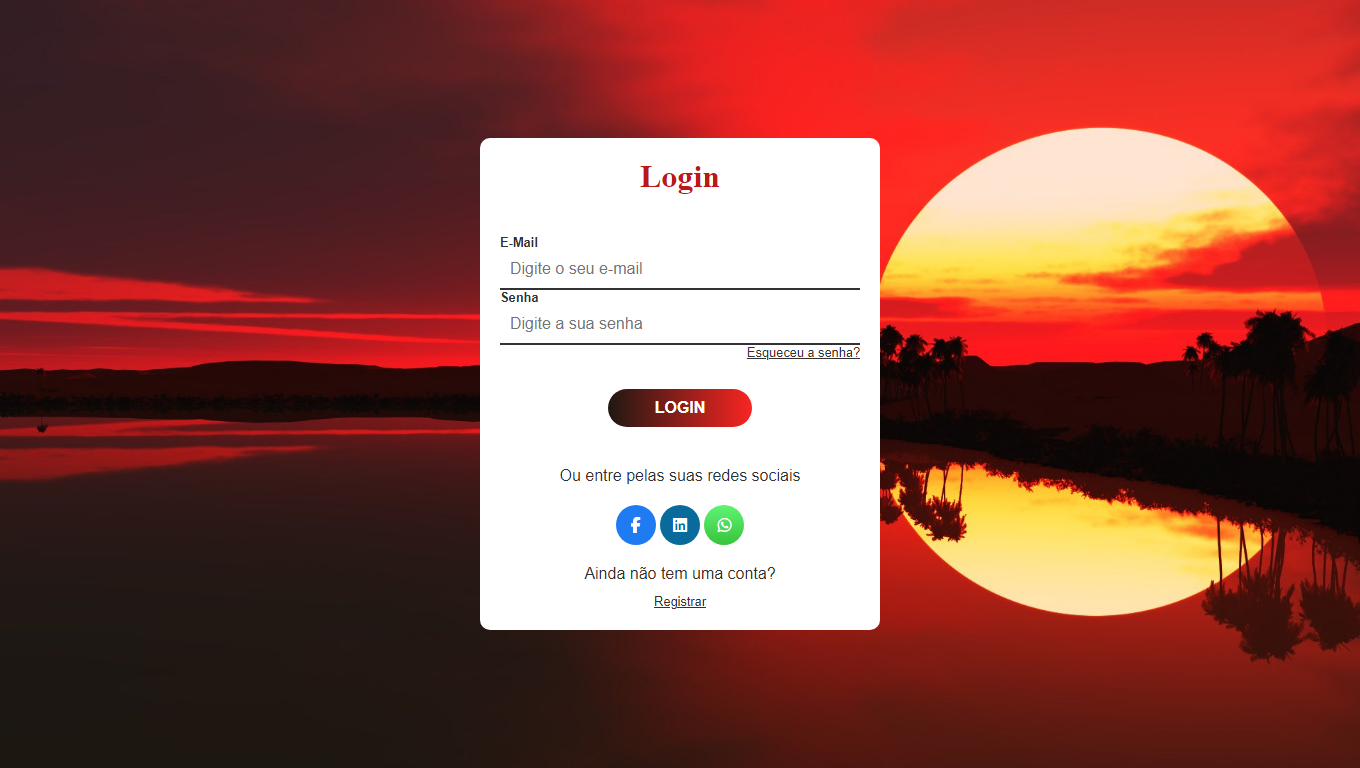 Login
E-Mail
Digite o seu e-mail
Senha
Digite a sua senha
Esqueceu a senha?
LOGIN
Ou entre pelas suas redes sociais
Ainda não tem uma conta?
Registrar